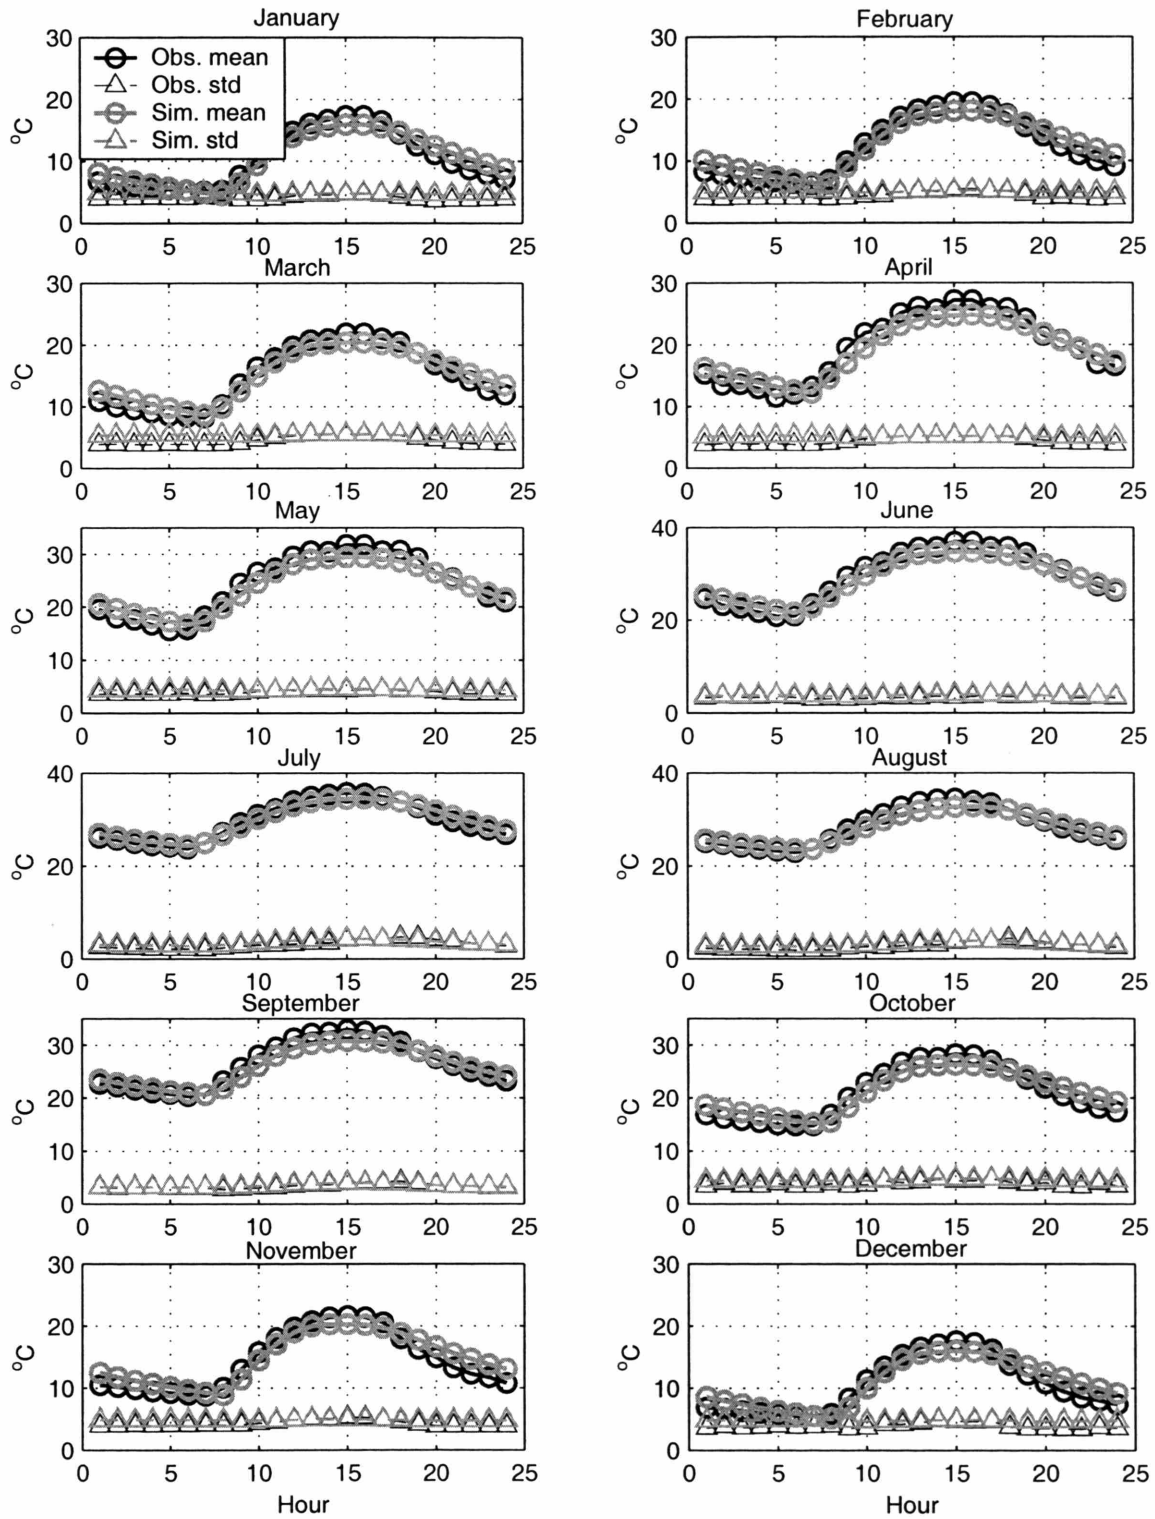 January
February
30
20
10
0
°C
Obs. mean
Obs. std
Sim. mean
Sim. std
0 5 10 15 20 25
30
20
10
0
°C
0 5 10 15 20 25
March
April
30
20
10
0
°C
0 5 10 15 20 25
30
20
10
0
°C
0 5 10 15 20 25
May
June
30
20
10
0
°C
0 5 10 15 20 25
40
20
0
°C
0 5 10 15 20 25
July
August
40
20
0
°C
0 5 10 15 20 25
40
20
0
°C
0 5 10 15 20 25
September
October
30
20
10
0
°C
0 5 10 15 20 25
30
20
10
0
°C
0 5 10 15 20 25
November
December
30
20
10
0
°C
0 5 10 15 20 25
Hour
30
20
10
0
°C
0 5 10 15 20 25
Hour